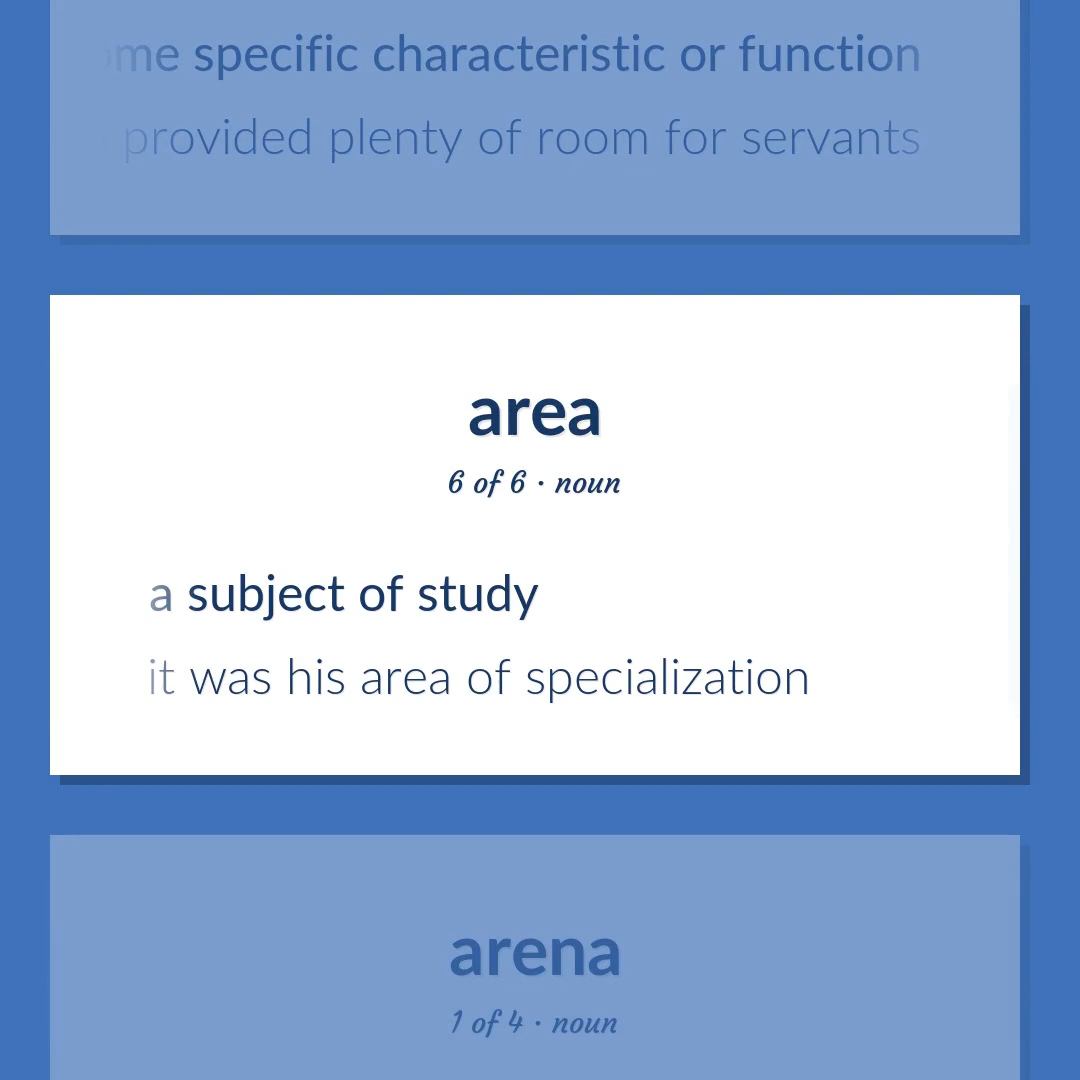 me specific characteristic or function
provided plenty of room for servants
area
6 of 6 · noun
a subject of study
it was his area of specialization
arena
1 of 4 · noun